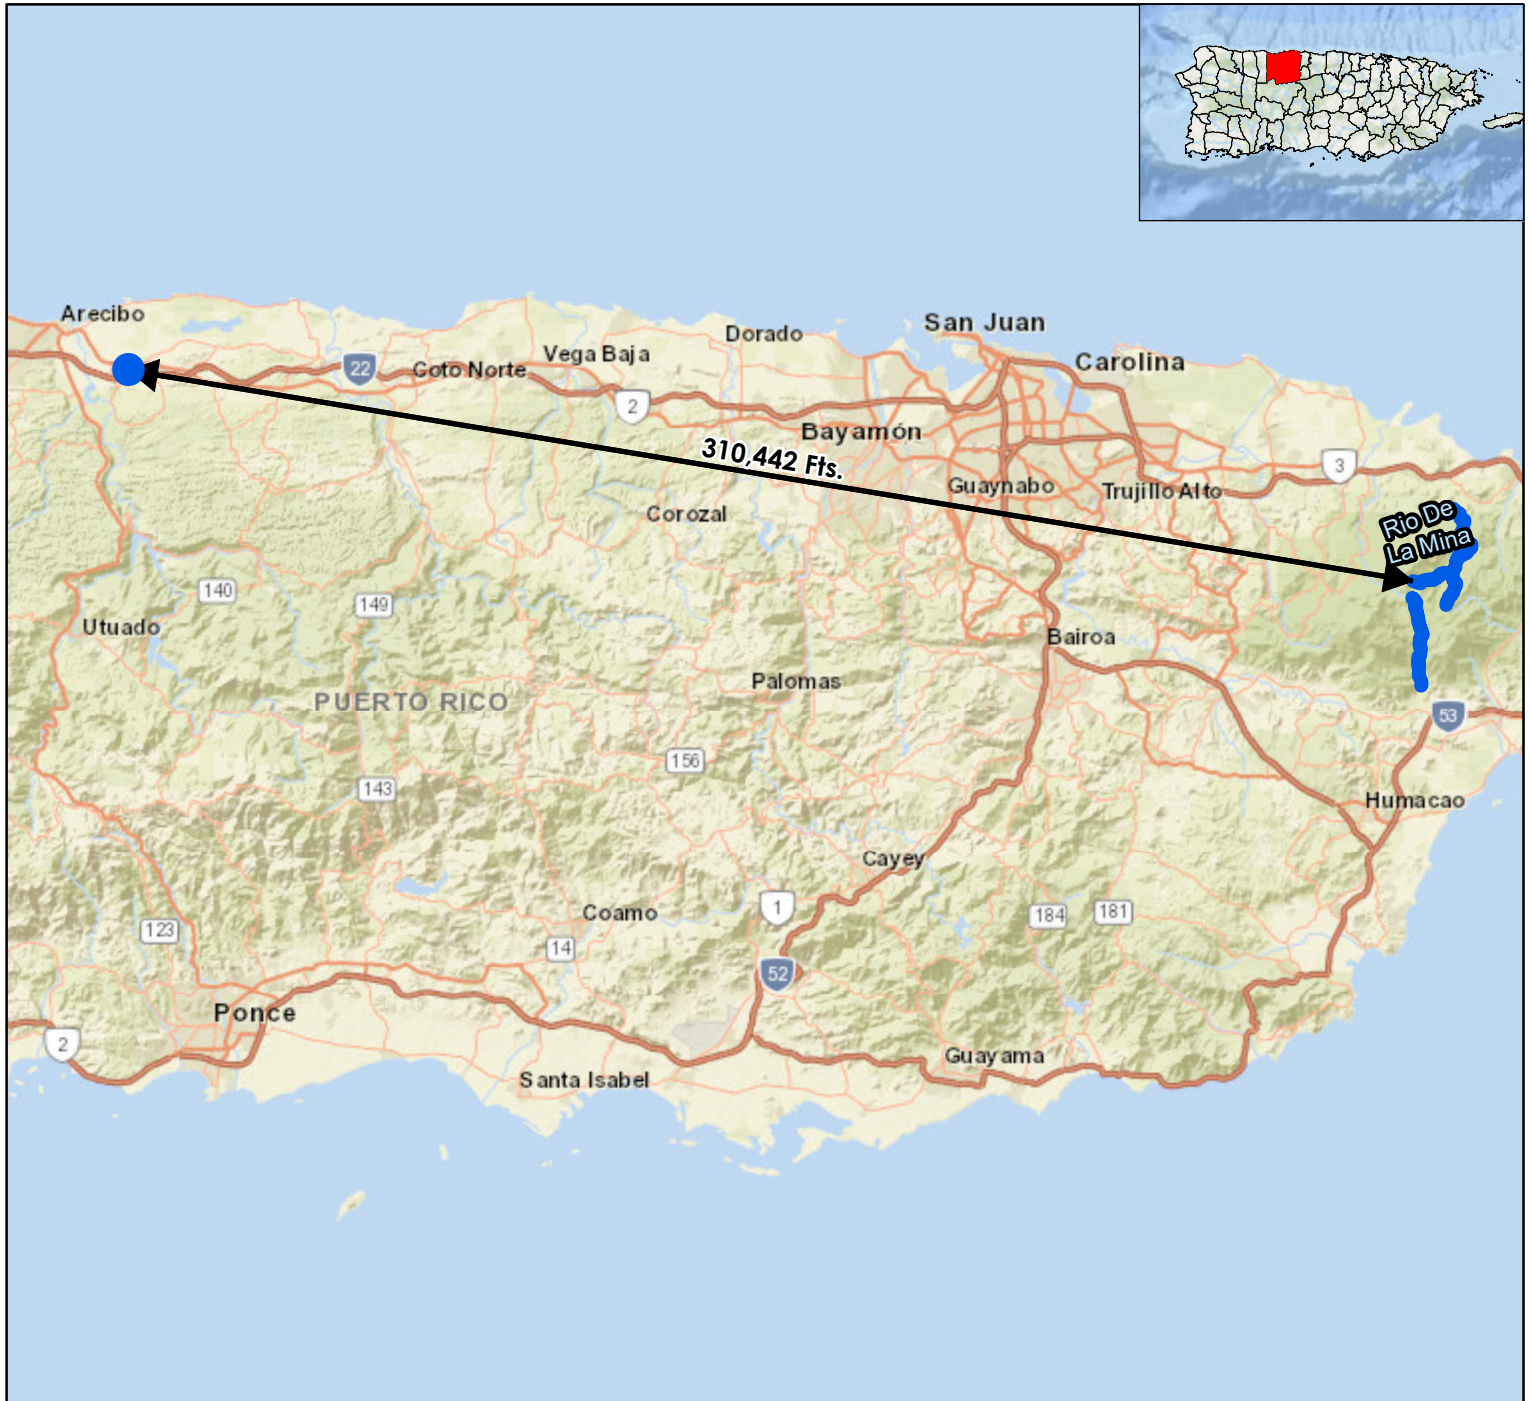 Arecibo
San Juan
Dorado
Vega Baja
Carolina
22
Coto Norte
2
Bayamón
310,442 Fts.
3
Guaynabo
Trujillo Alto
Corozal
Rio De
La Mina
140
149
Utuado
Bairoa
Palomas
PUERTO RICO
53
156
143
Humacao
Cayey
Coamo
1
184
181
123
14
52
Ponce
2
Guayama
Santa Isabel